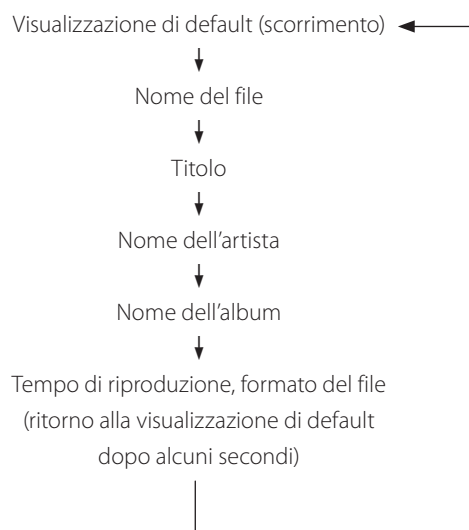 Visualizzazione di default (scorrimento)
Nome del file
Titolo
Nome dell’artista
Nome dell’album
Tempo di riproduzione, formato del file
(ritorno alla visualizzazione di default
dopo alcuni secondi)